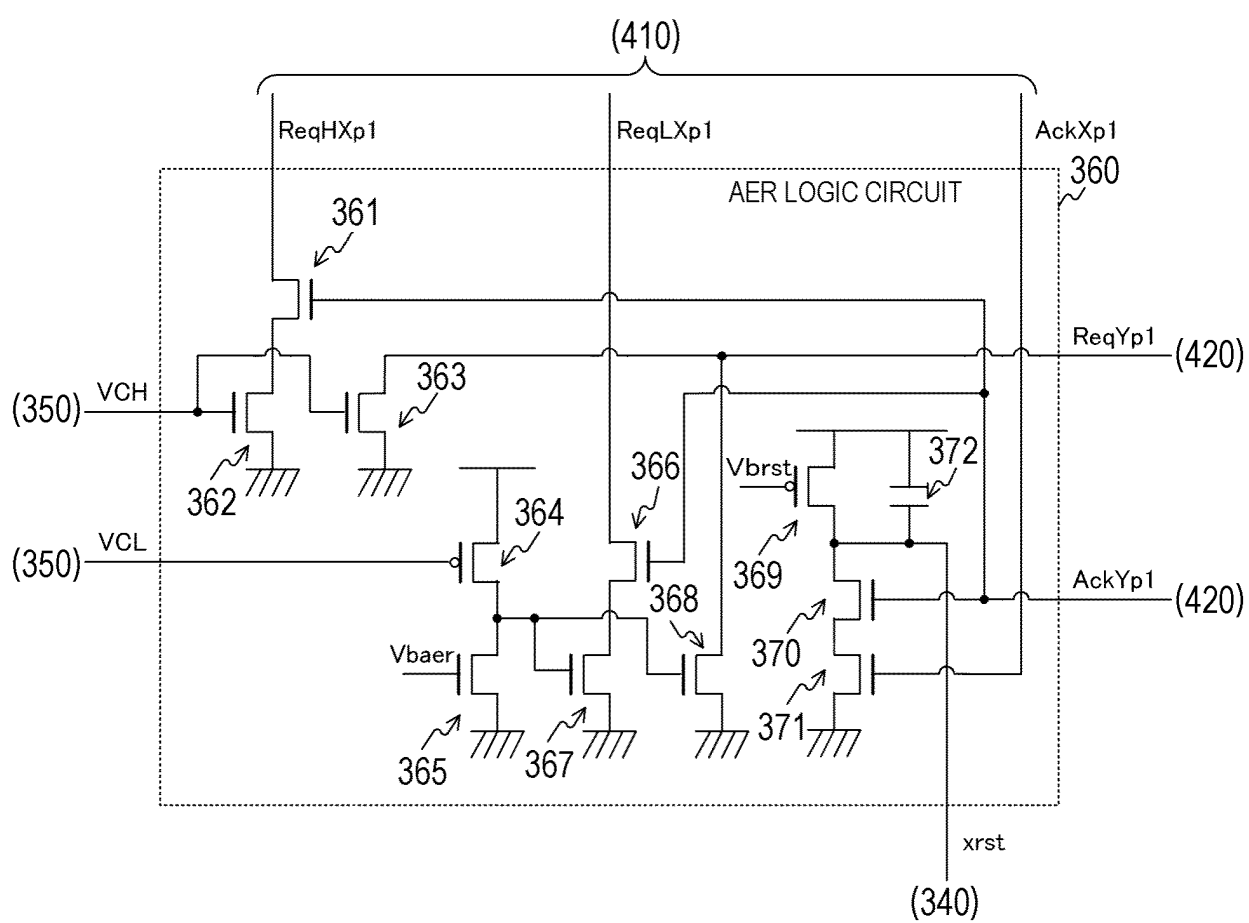 (410)
ReqHXp1
ReqLXp1
AckXp1
360
AER LOGIC CIRCUIT
361
ReqYp1
(420)
363
VCH
(350)
362
372
Vbrst
366
364
369
VCL
(350)
368
AckYp1
(420)
370
Vbaer
371
365
367
xrst
(340)